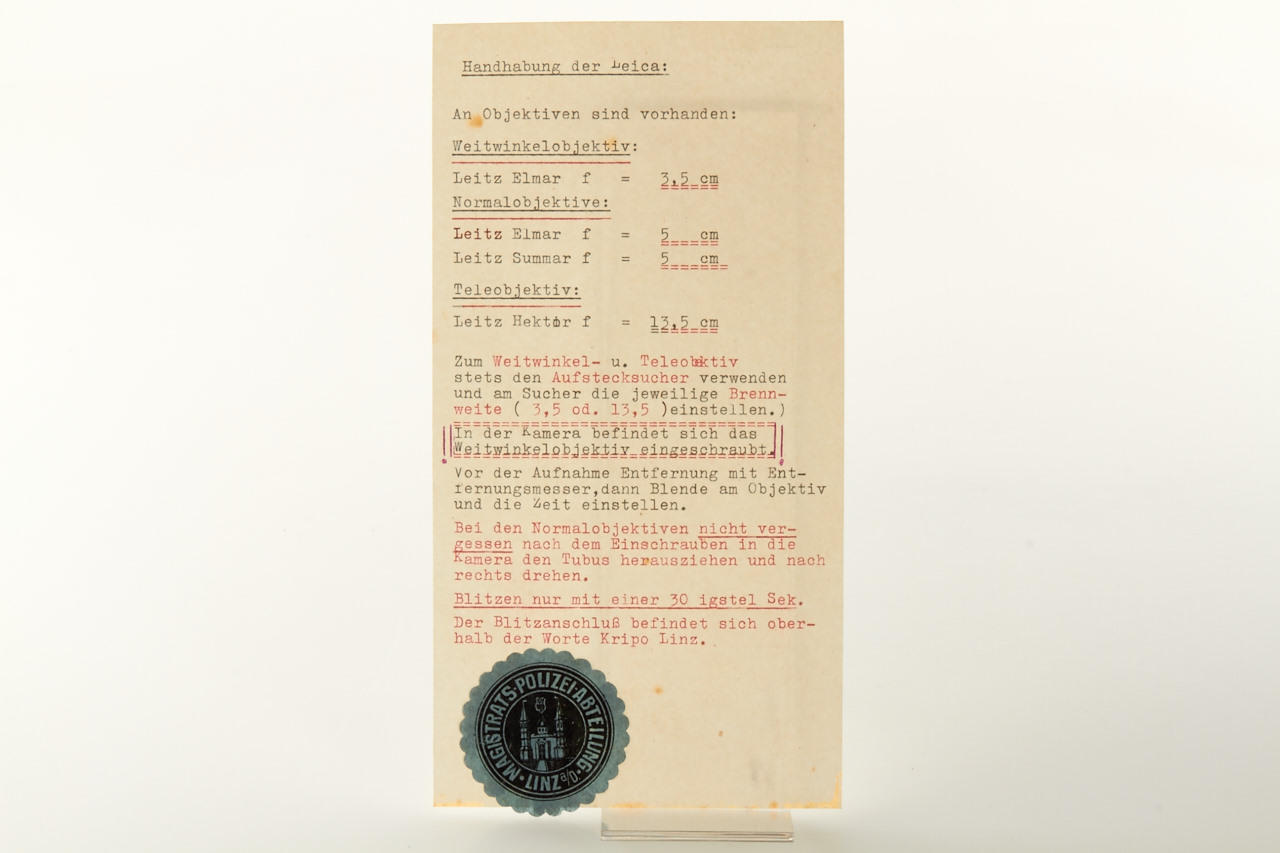 Handhabung der Leica:
An Objektiven sind vorhanden:
Weitwinkelobjektiv:
Leitz Elmar f = 3,5 cm
Normalobjektive:
Leitz Elmar f = 5 cm
Leitz Summar f = 5 cm
Teleobjektiv:
Leitz Hektor f = 13,5 cm
Zum Weitwinkel- u. Teleobktiv
stets den Aufstecksucher verwenden
und am Sucher die jeweilige Brenn-
weite ( 3,5 od. 13,5 )einstellen.)
In der Kamera befindet sich das
Weitwinkelobjektiv eingeschraubt.
Vor der Aufnahme Entfernung mit Ent-
fernungsmesser,dann Blende am Objektiv
und die Zeit einstellen.
Bei den Normalobjektiven nicht ver-
gessen nach dem Einschrauben in die
Kamera den Tubus herausziehen und nach
rechts drehen.
Blitzen nur mit einer 30 igstel Sek.
Der Blitzanschluß befindet sich ober-
halb der Worte Kripo Linz.
MAGISTRATS-POLIZEI-ABTEILUNG
LINZ a/D.